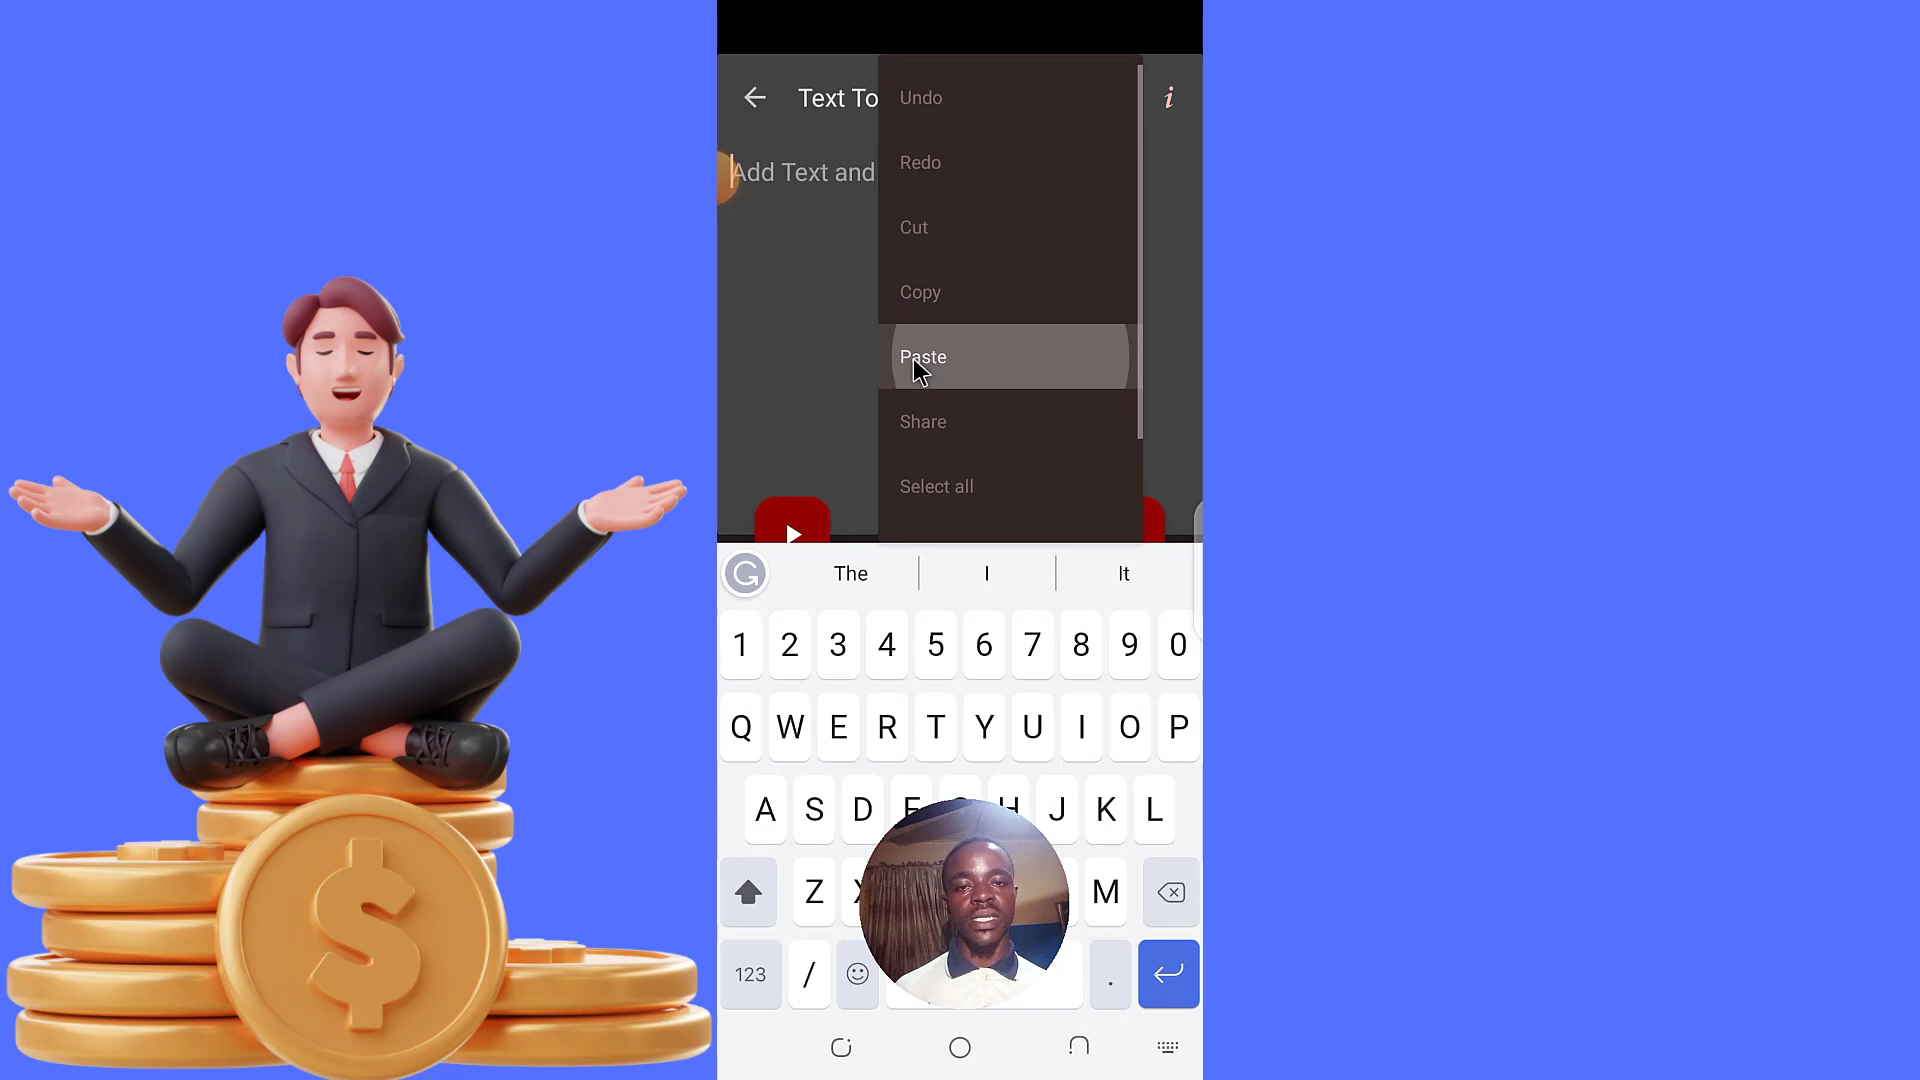 Text To
i
Add Text and
Undo
Redo
Cut
Copy
Paste
Share
Select all
The I It
1 2 3 4 5 6 7 8 9 0
Q W E R T Y U I O P
A S D F H J K L
Z X M
123 / .
$